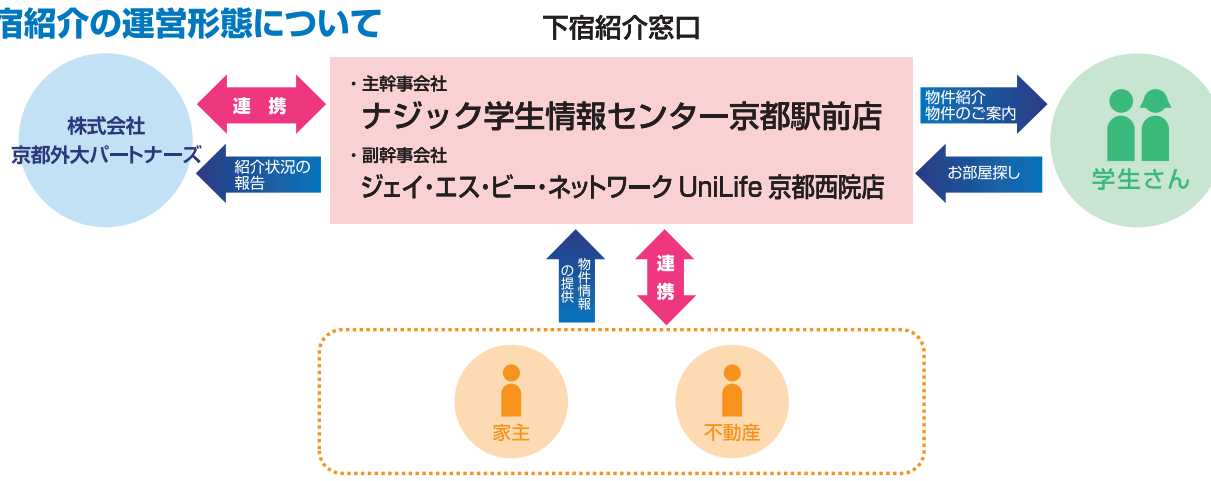 宿紹介の運営形態について
下宿紹介窓口
株式会社
京都外大パートナーズ
連 携
紹介状況の
報告
・主幹事会社
ナジック学生情報センター京都駅前店
・副幹事会社
ジェイ・エス・ビー・ネットワーク UniLife 京都西院店
物件紹介
物件のご案内
お部屋探し
学生さん
物件情報
の提供
連携
家主
不動産